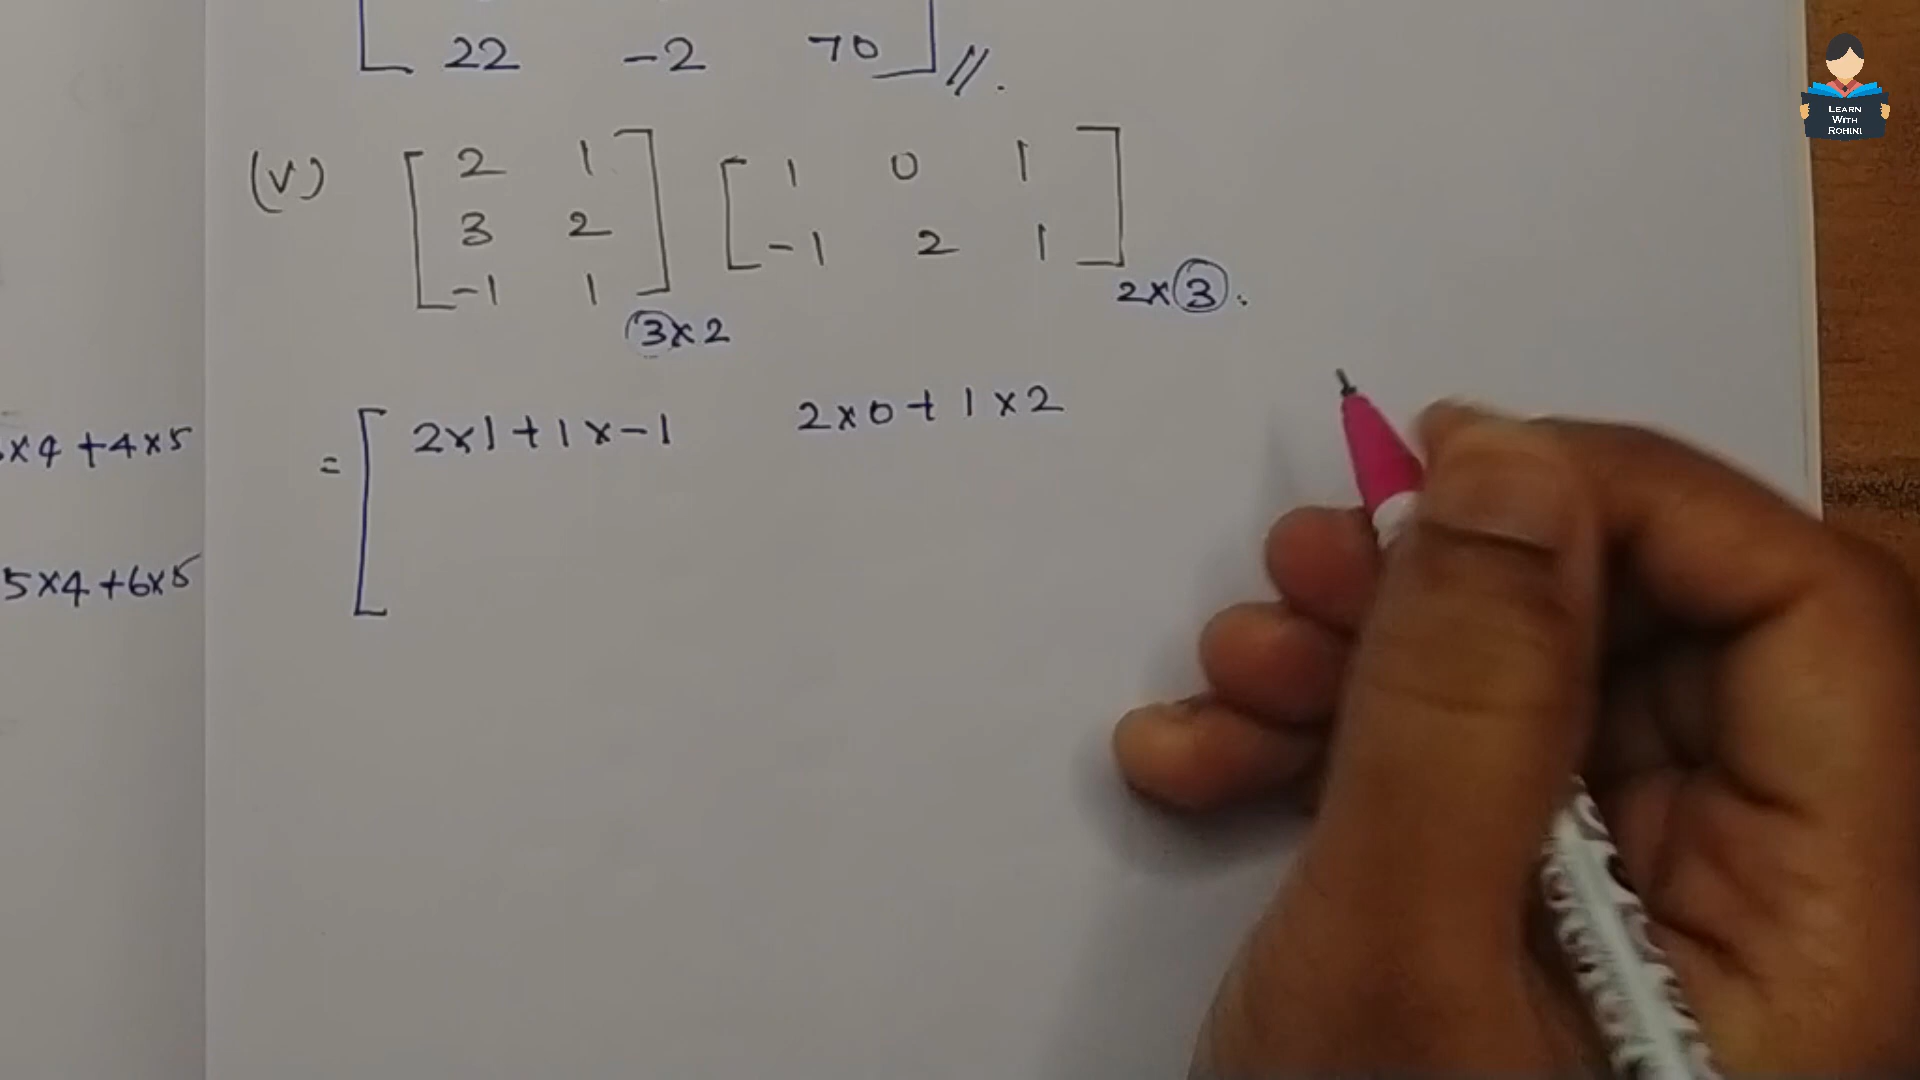 22 -2 70 //.
(v) [2 1] [1 0 1]
[3 2] [-1 2 1]
[-1 1] 3x2 2x3.
= [2x1+1x-1 2x0+1x2
x4+4x5
5x4+6x5
LEARN
WITH
ROHINI